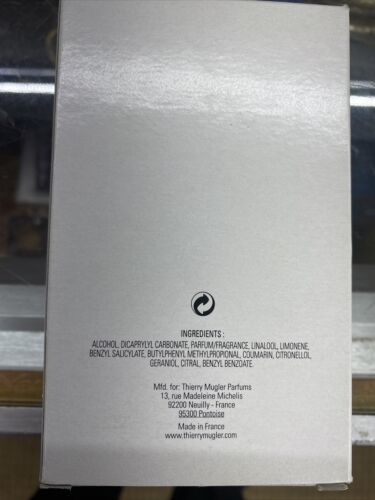 INGREDIENTS :
ALCOHOL, DICAPRYLYL CARBONATE, PARFUM/FRAGRANCE, LINALOOL, LIMONENE,
BENZYL SALICYLATE, BUTYLPHENYL METHYLPROPIONAL, COUMARIN, CITRONELLOL,
GERANIOL, CITRAL, BENZYL BENZOATE.
Mfd. for: Thierry Mugler Parfums
13, rue Madeleine Michelis
92200 Neuilly - France
95300 Pontoise
Made in France
www.thierrymugler.com